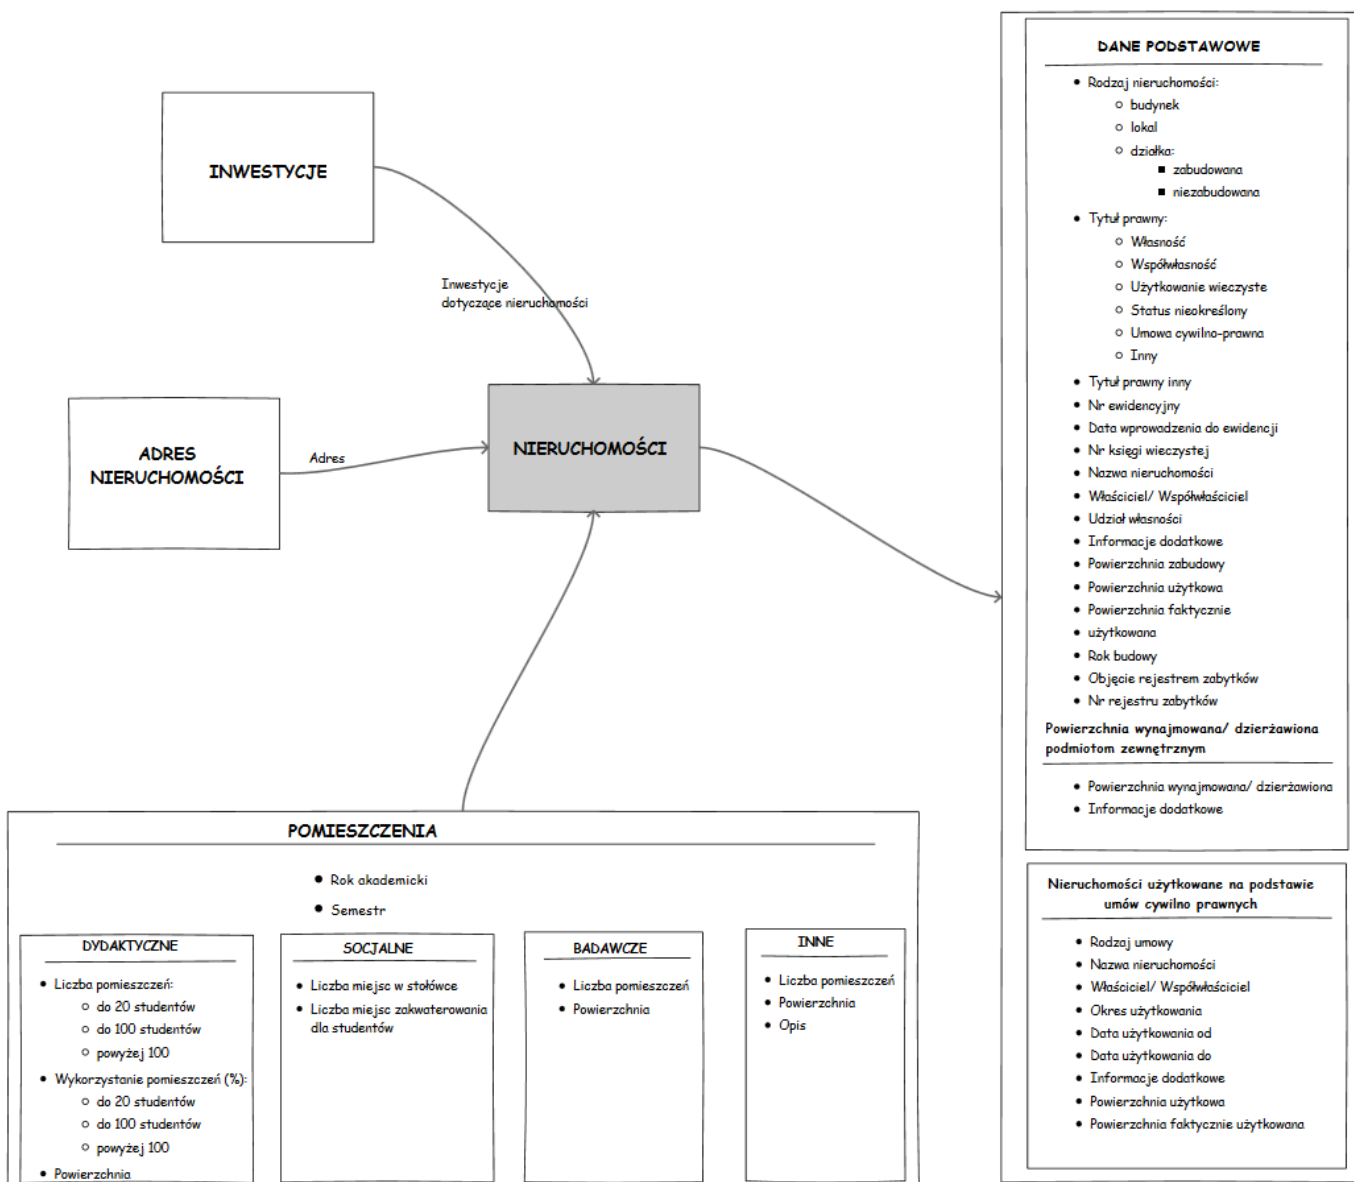 INWESTYCJE
Inwestycje
dotyczące nieruchomości
ADRES
NIERUCHOMOŚCI
Adres
NIERUCHOMOŚCI
DANE PODSTAWOWE
Rodzaj nieruchomości:
budynek
lokal
działka:
zabudowana
niezabudowana
Tytuł prawny:
Własność
Współwłasność
Użytkowanie wieczyste
Status nieokreślony
Umowa cywilno-prawna
Inny
Tytuł prawny inny
Nr ewidencyjny
Data wprowadzenia do ewidencji
Nr księgi wieczystej
Nazwa nieruchomości
Właściciel/ Współwłaściciel
Udział własności
Informacje dodatkowe
Powierzchnia zabudowy
Powierzchnia użytkowa
Powierzchnia faktycznie
użytkowana
Rok budowy
Objęcie rejestrem zabytków
Nr rejestru zabytków
Powierzchnia wynajmowana/ dzierżawiona
podmiotom zewnętrznym
Powierzchnia wynajmowana/ dzierżawiona
Informacje dodatkowe
Nieruchomości użytkowane na podstawie
umów cywilno prawnych
Rodzaj umowy
Nazwa nieruchomości
Właściciel/ Współwłaściciel
Okres użytkowania
Data użytkowania od
Data użytkowania do
Informacje dodatkowe
Powierzchnia użytkowa
Powierzchnia faktycznie użytkowana
POMIESZCZENIA
Rok akademicki
Semestr
DYDAKTYCZNE
Liczba pomieszczeń:
do 20 studentów
do 100 studentów
powyżej 100
Wykorzystanie pomieszczeń (%):
do 20 studentów
do 100 studentów
powyżej 100
Powierzchnia
SOCJALNE
Liczba miejsc w stołówce
Liczba miejsc zakwaterowania
dla studentów
BADAWCZE
Liczba pomieszczeń
Powierzchnia
INNE
Liczba pomieszczeń
Powierzchnia
Opis